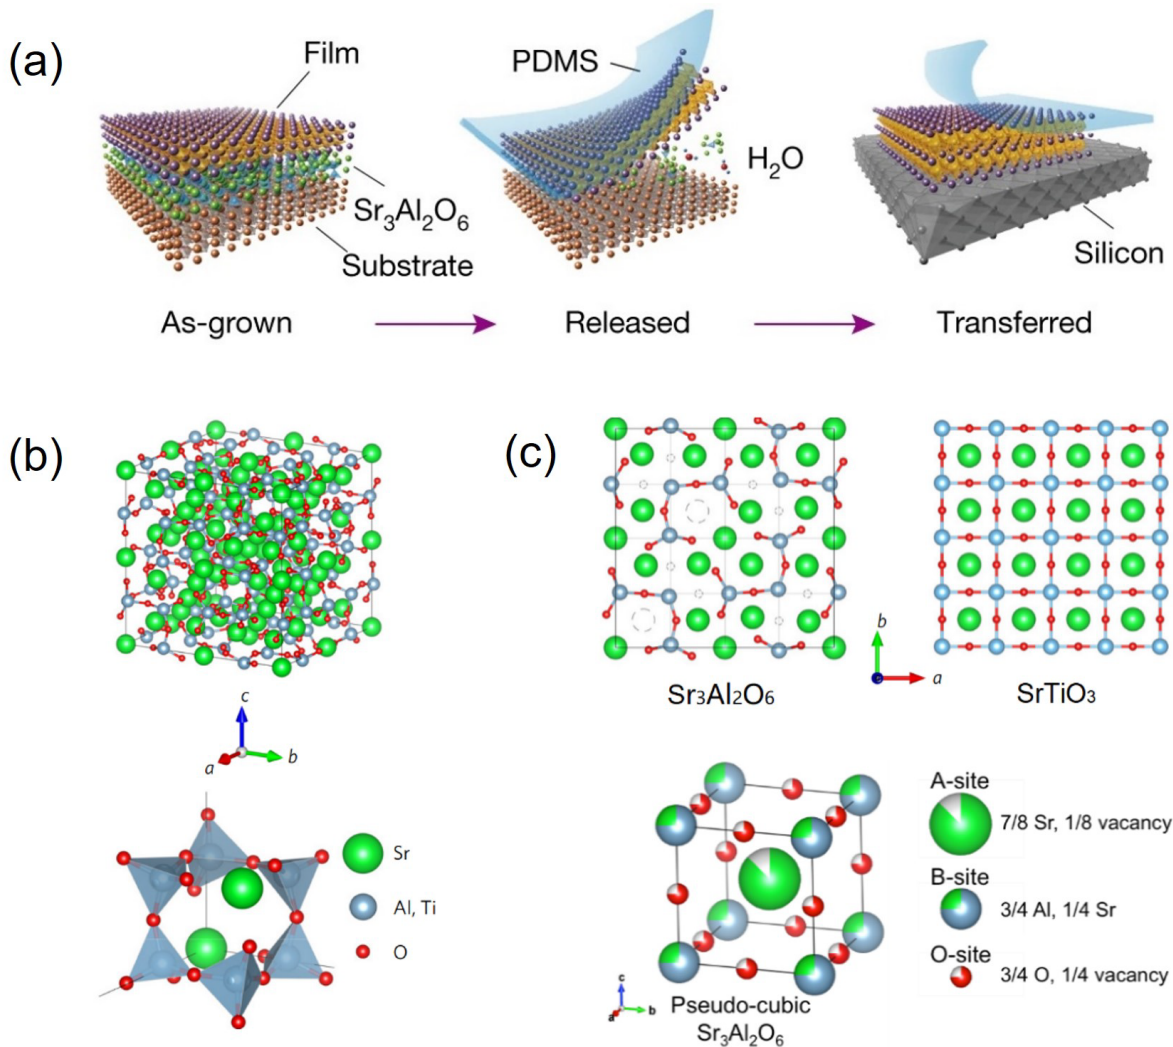 (a)
Film
Sr₃Al₂O₆
Substrate
As-grown
PDMS
H₂O
Released
Silicon
Transferred
(b)
c
a
b
Sr
Al, Ti
O
(c)
Sr₃Al₂O₆
b
a
SrTiO₃
c
b
a
Pseudo-cubic
Sr₃Al₂O₆
A-site
7/8 Sr, 1/8 vacancy
B-site
3/4 Al, 1/4 Sr
O-site
3/4 O, 1/4 vacancy